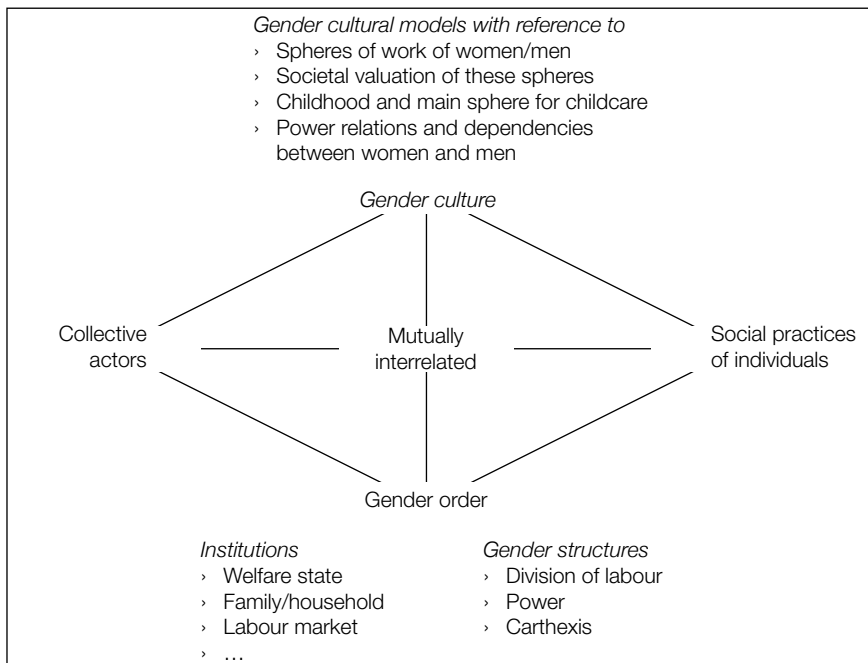 Gender cultural models with reference to
› Spheres of work of women/men
› Societal valuation of these spheres
› Childhood and main sphere for childcare
› Power relations and dependencies
between women and men
Gender culture
Collective
actors
Mutually
interrelated
Social practices
of individuals
Gender order
Institutions
› Welfare state
› Family/household
› Labour market
› …
Gender structures
› Division of labour
› Power
› Carthexis